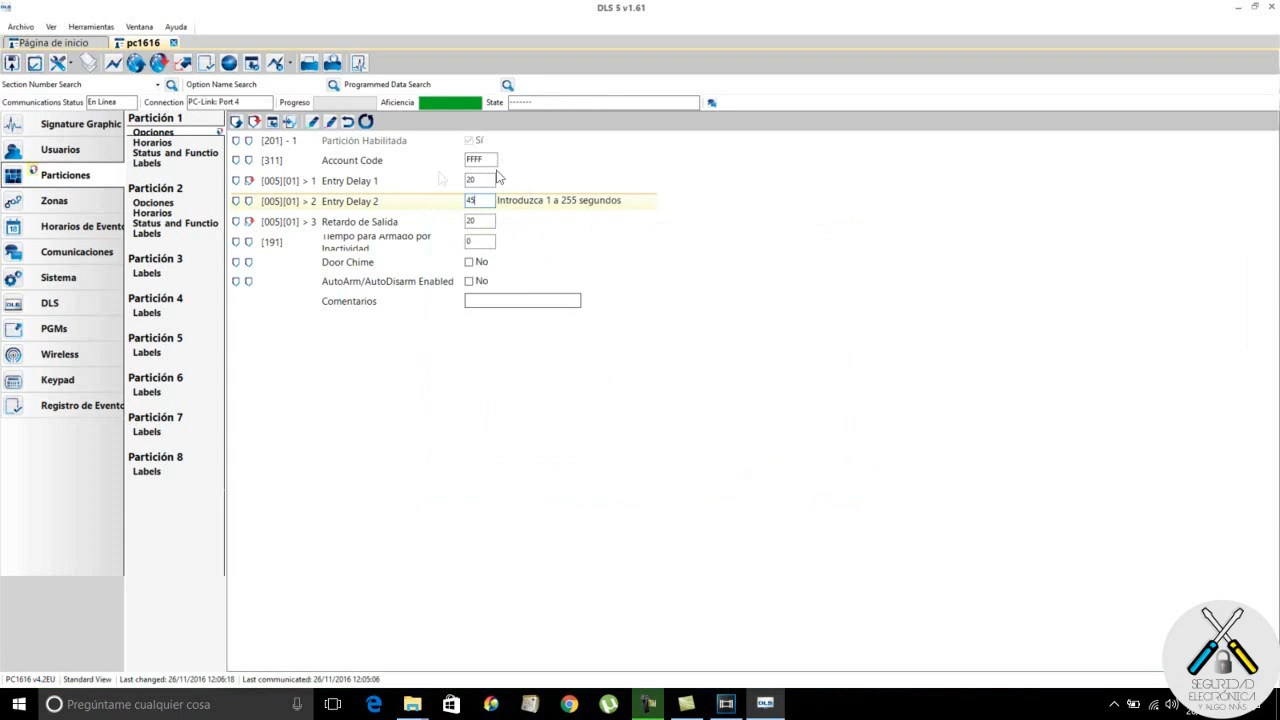 DLS 5 v1.61
Archivo Ver Herramientas Ventana Ayuda
Página de inicio pc1616
Section Number Search Option Name Search Programmed Data Search
Communications Status En Línea Connection PC-Link: Port 4 Progreso Aficiencia State -------
Signature Graphic
Usuarios
Particiones
Zonas
Horarios de Evento
Comunicaciones
Sistema
DLS
PGMs
Wireless
Keypad
Registro de Evento
Partición 1
Opciones
Horarios
Status and Functio
Labels
Partición 2
Opciones
Horarios
Status and Functio
Labels
Partición 3
Labels
Partición 4
Labels
Partición 5
Labels
Partición 6
Labels
Partición 7
Labels
Partición 8
Labels
[201] - 1 Partición Habilitada Sí
[311] Account Code FFFF
[005][01] > 1 Entry Delay 1 20
[005][01] > 2 Entry Delay 2 45 Introduzca 1 a 255 segundos
[005][01] > 3 Retardo de Salida 20
[191] Tiempo para Armado por Inactividad 0
Door Chime No
AutoArm/AutoDisarm Enabled No
Comentarios
PC1616 v4.2EU Standard View Last changed: 26/11/2016 12:06:18 Last communicated: 26/11/2016 12:05:06
Pregúntame cualquier cosa
SEGURIDAD
ELECTRÓNICA
Y ALGO MÁS